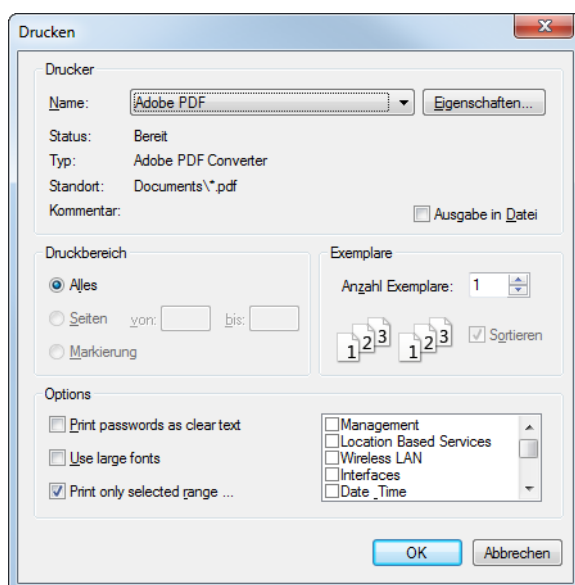 Drucken
Drucker
Name: Adobe PDF Eigenschaften...
Status: Bereit
Typ: Adobe PDF Converter
Standort: Documents\*.pdf
Kommentar: Ausgabe in Datei
Druckbereich
Alles
Seiten von: bis:
Markierung
Exemplare
Anzahl Exemplare: 1
1 2 3 1 2 3 Sortieren
Options
Print passwords as clear text
Use large fonts
Print only selected range ...
Management
Location Based Services
Wireless LAN
Interfaces
Date _Time
OK Abbrechen